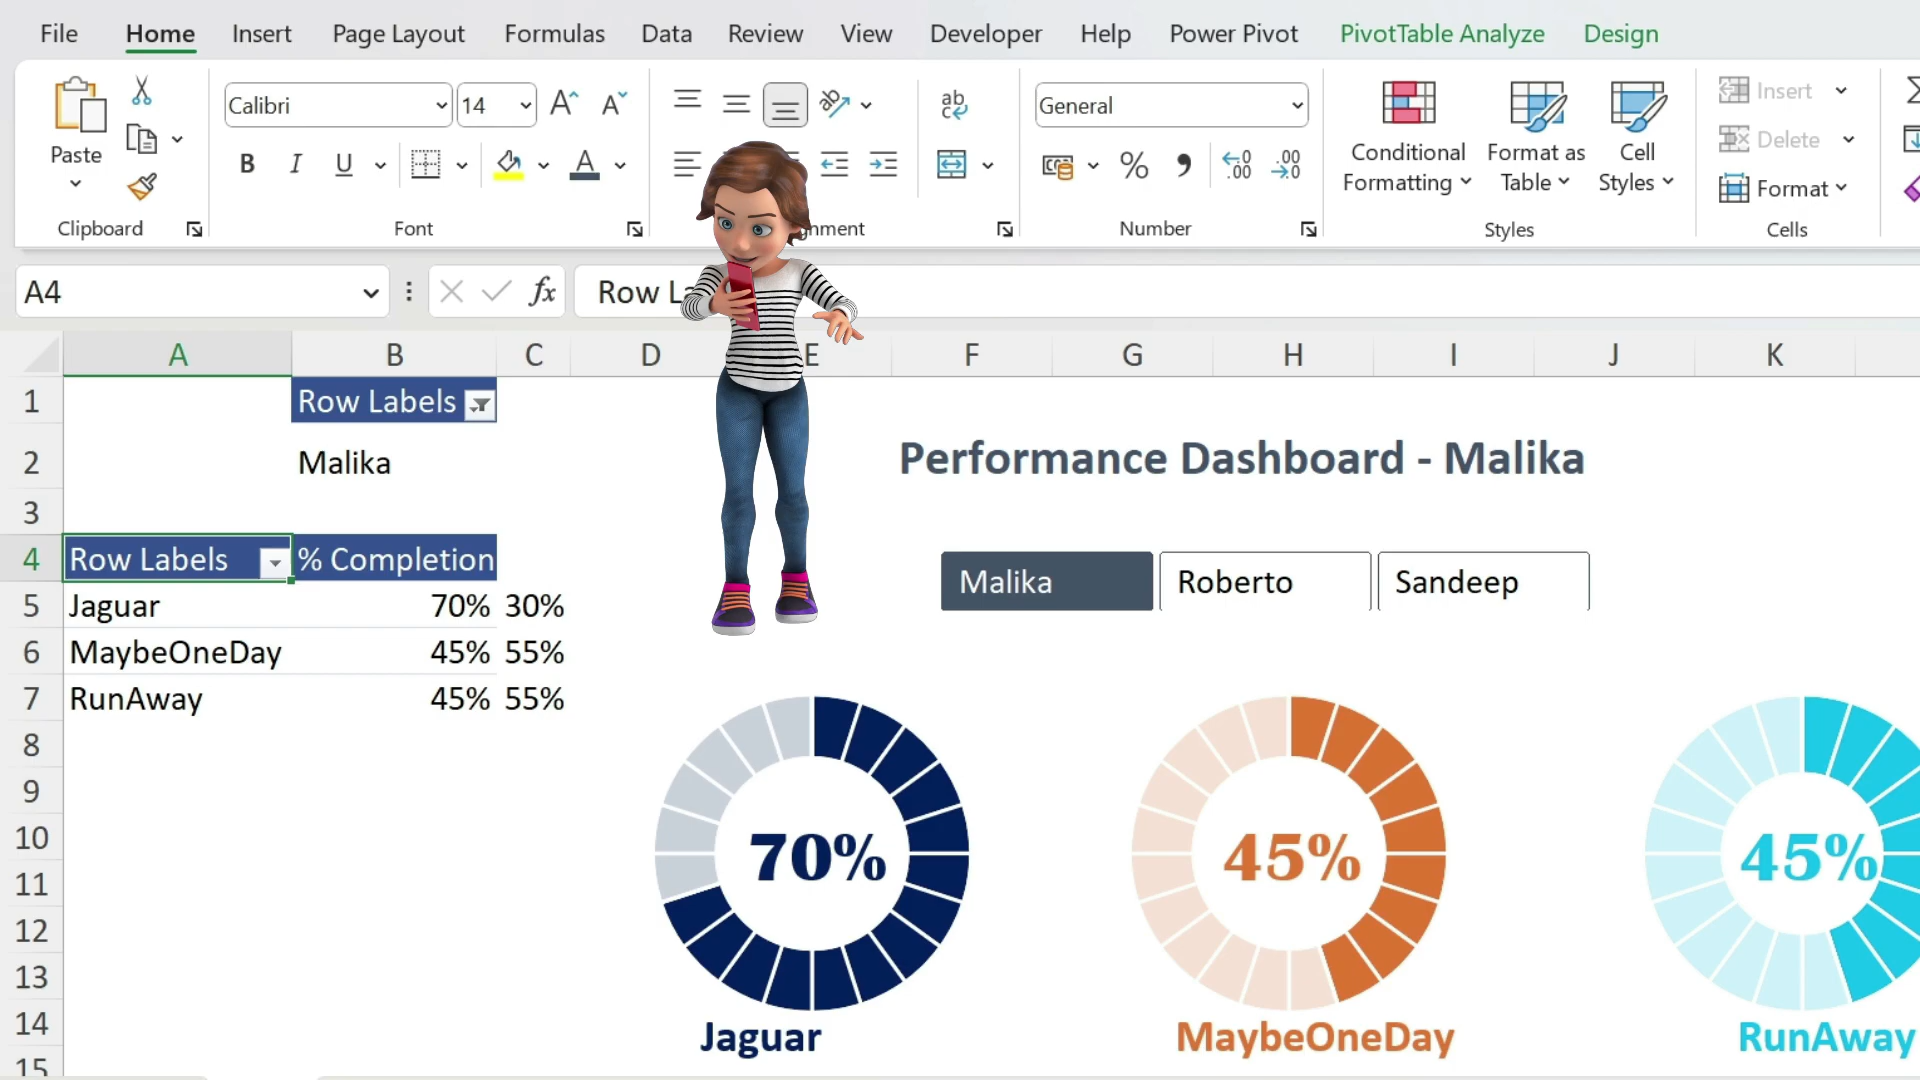 File Home Insert Page Layout Formulas Data Review View Developer Help Power Pivot PivotTable Analyze Design
Paste
Clipboard
Calibri 14
B I U
Font
ab
General
% .00 .00
Number
Conditional Formatting
Format as Table
Cell Styles
Styles
Insert
Delete
Format
Cells
A4 fx
A B C D E F G H I J K
1 Row Labels
2 Malika
Performance Dashboard - Malika
3
4 Row Labels % Completion
Malika Roberto Sandeep
5 Jaguar 70% 30%
6 MaybeOneDay 45% 55%
7 RunAway 45% 55%
8
9
10
11
12
13
14
15
70% 45% 45%
Jaguar MaybeOneDay RunAway